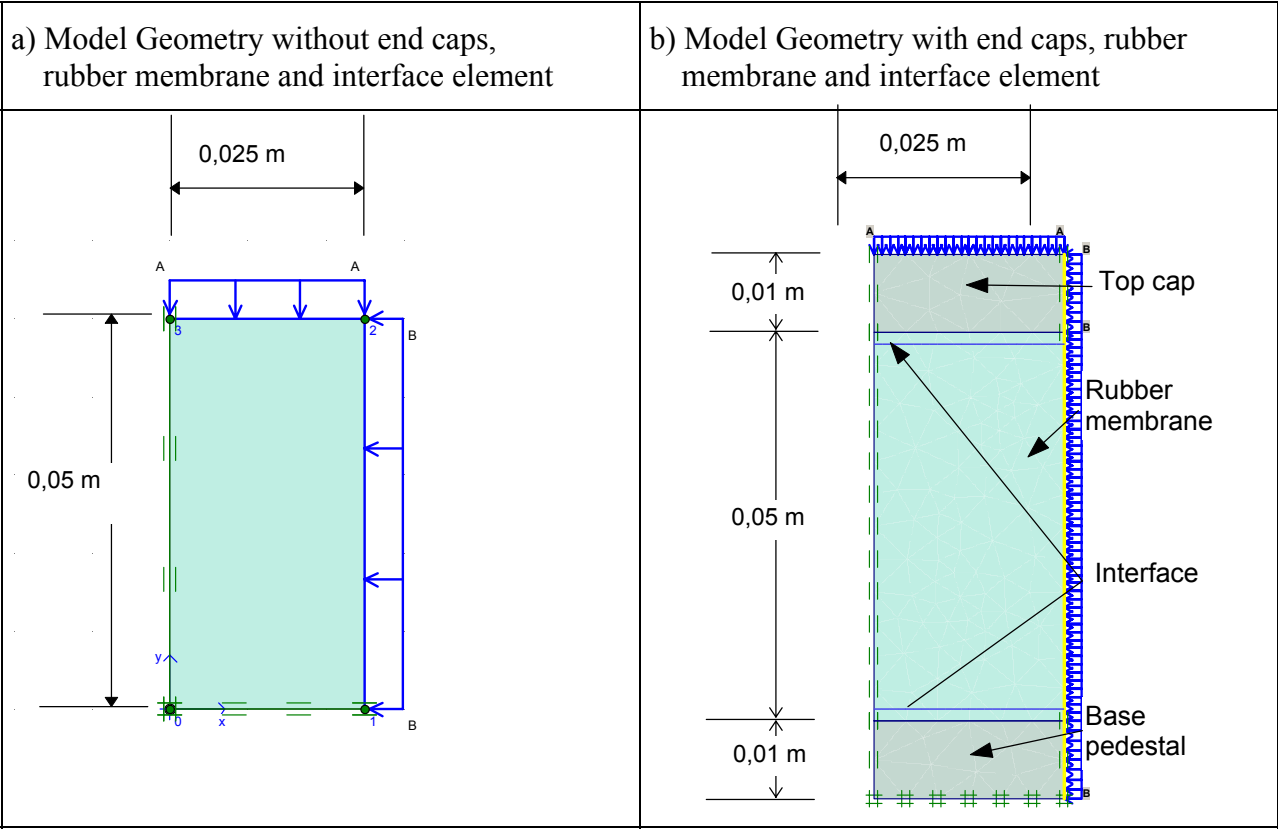 a) Model Geometry without end caps,
rubber membrane and interface element
b) Model Geometry with end caps, rubber
membrane and interface element
0,025 m
A
A
3
2
B
0,05 m
y
0
x
1
B
0,025 m
A
A
B
0,01 m
Top cap
B
Rubber
membrane
0,05 m
Interface
Base
pedestal
0,01 m
B